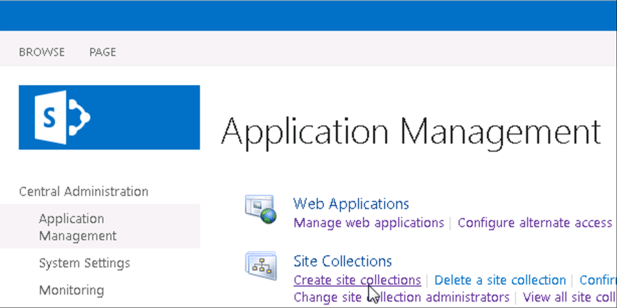 BROWSE PAGE
S
Application Management
Central Administration
Application
Management
System Settings
Monitoring
Web Applications
Manage web applications | Configure alternate access
Site Collections
Create site collections | Delete a site collection | Confir
Change site collection administrators | View all site coll